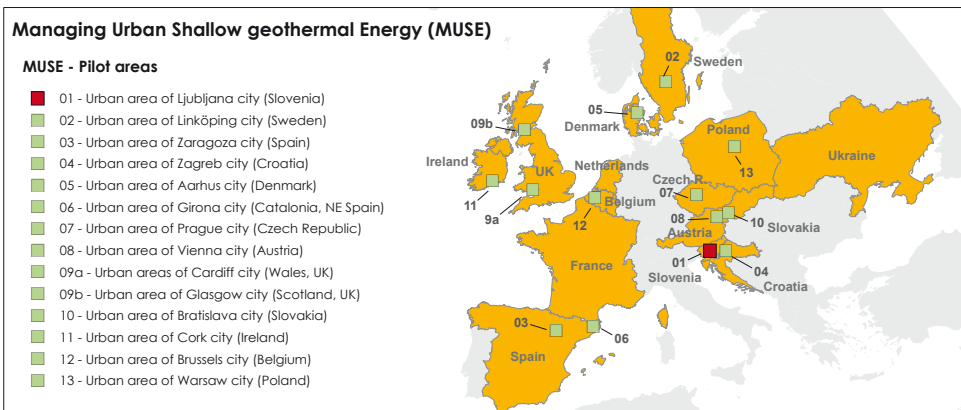 Managing Urban Shallow geothermal Energy (MUSE)
MUSE - Pilot areas
01 - Urban area of Ljubljana city (Slovenia)
02 - Urban area of Linköping city (Sweden)
03 - Urban area of Zaragoza city (Spain)
04 - Urban area of Zagreb city (Croatia)
05 - Urban area of Aarhus city (Denmark)
06 - Urban area of Girona city (Catalonia, NE Spain)
07 - Urban area of Prague city (Czech Republic)
08 - Urban area of Vienna city (Austria)
09a - Urban areas of Cardiff city (Wales, UK)
09b - Urban area of Glasgow city (Scotland, UK)
10 - Urban area of Bratislava city (Slovakia)
11 - Urban area of Cork city (Ireland)
12 - Urban area of Brussels city (Belgium)
13 - Urban area of Warsaw city (Poland)
02
Sweden
05
Denmark
09b
Poland
Ireland
UK
Netherlands
Ukraine
13
Czech R.
07
11
9a
Belgium
12
08
10
Slovakia
Austria
01
France
Slovenia
04
Croatia
03
06
Spain